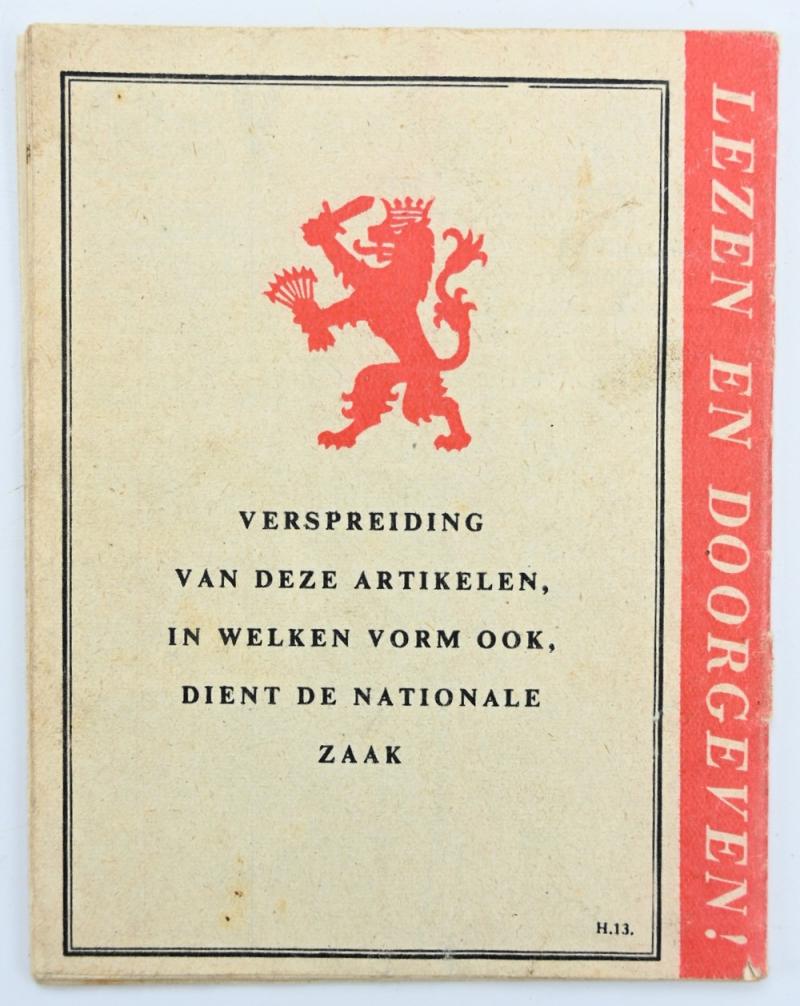 VERSPREIDING
VAN DEZE ARTIKELEN,
IN WELKEN VORM OOK,
DIENT DE NATIONALE
ZAAK
H.13.
LEZEN EN DOORGEVEN!